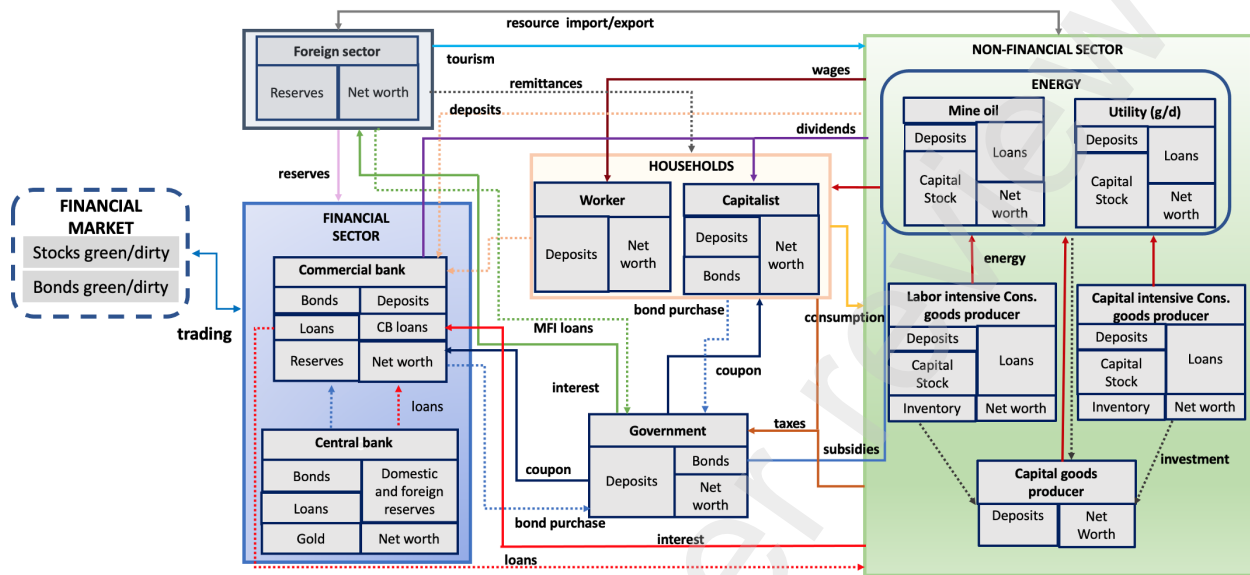 resource import/export
Foreign sector
Reserves
Net worth
tourism
remittances
deposits
wages
dividends
reserves
NON-FINANCIAL SECTOR
ENERGY
Mine oil
Deposits
Loans
Capital
Stock
Net
worth
Utility (g/d)
Deposits
Loans
Capital
Stock
Net
worth
HOUSEHOLDS
Worker
Deposits
Net
worth
Capitalist
Deposits
Bonds
Net
worth
FINANCIAL
MARKET
Stocks green/dirty
Bonds green/dirty
trading
FINANCIAL
SECTOR
Commercial bank
Bonds
Deposits
Loans
CB loans
Reserves
Net worth
loans
Central bank
Bonds
Domestic
and foreign
reserves
Loans
Gold
Net Worth
MFI loans
bond purchase
consumption
interest
coupon
energy
Labor intensive Cons.
goods producer
Deposits
Capital
Stock
Loans
Inventory
Net worth
Capital intensive Cons.
goods producer
Deposits
Capital
Stock
Loans
Inventory
Net worth
Government
Deposits
Bonds
Net
worth
taxes
subsidies
coupon
bond purchase
interest
loans
investment
Capital goods
producer
Deposits
Net
Worth
er review